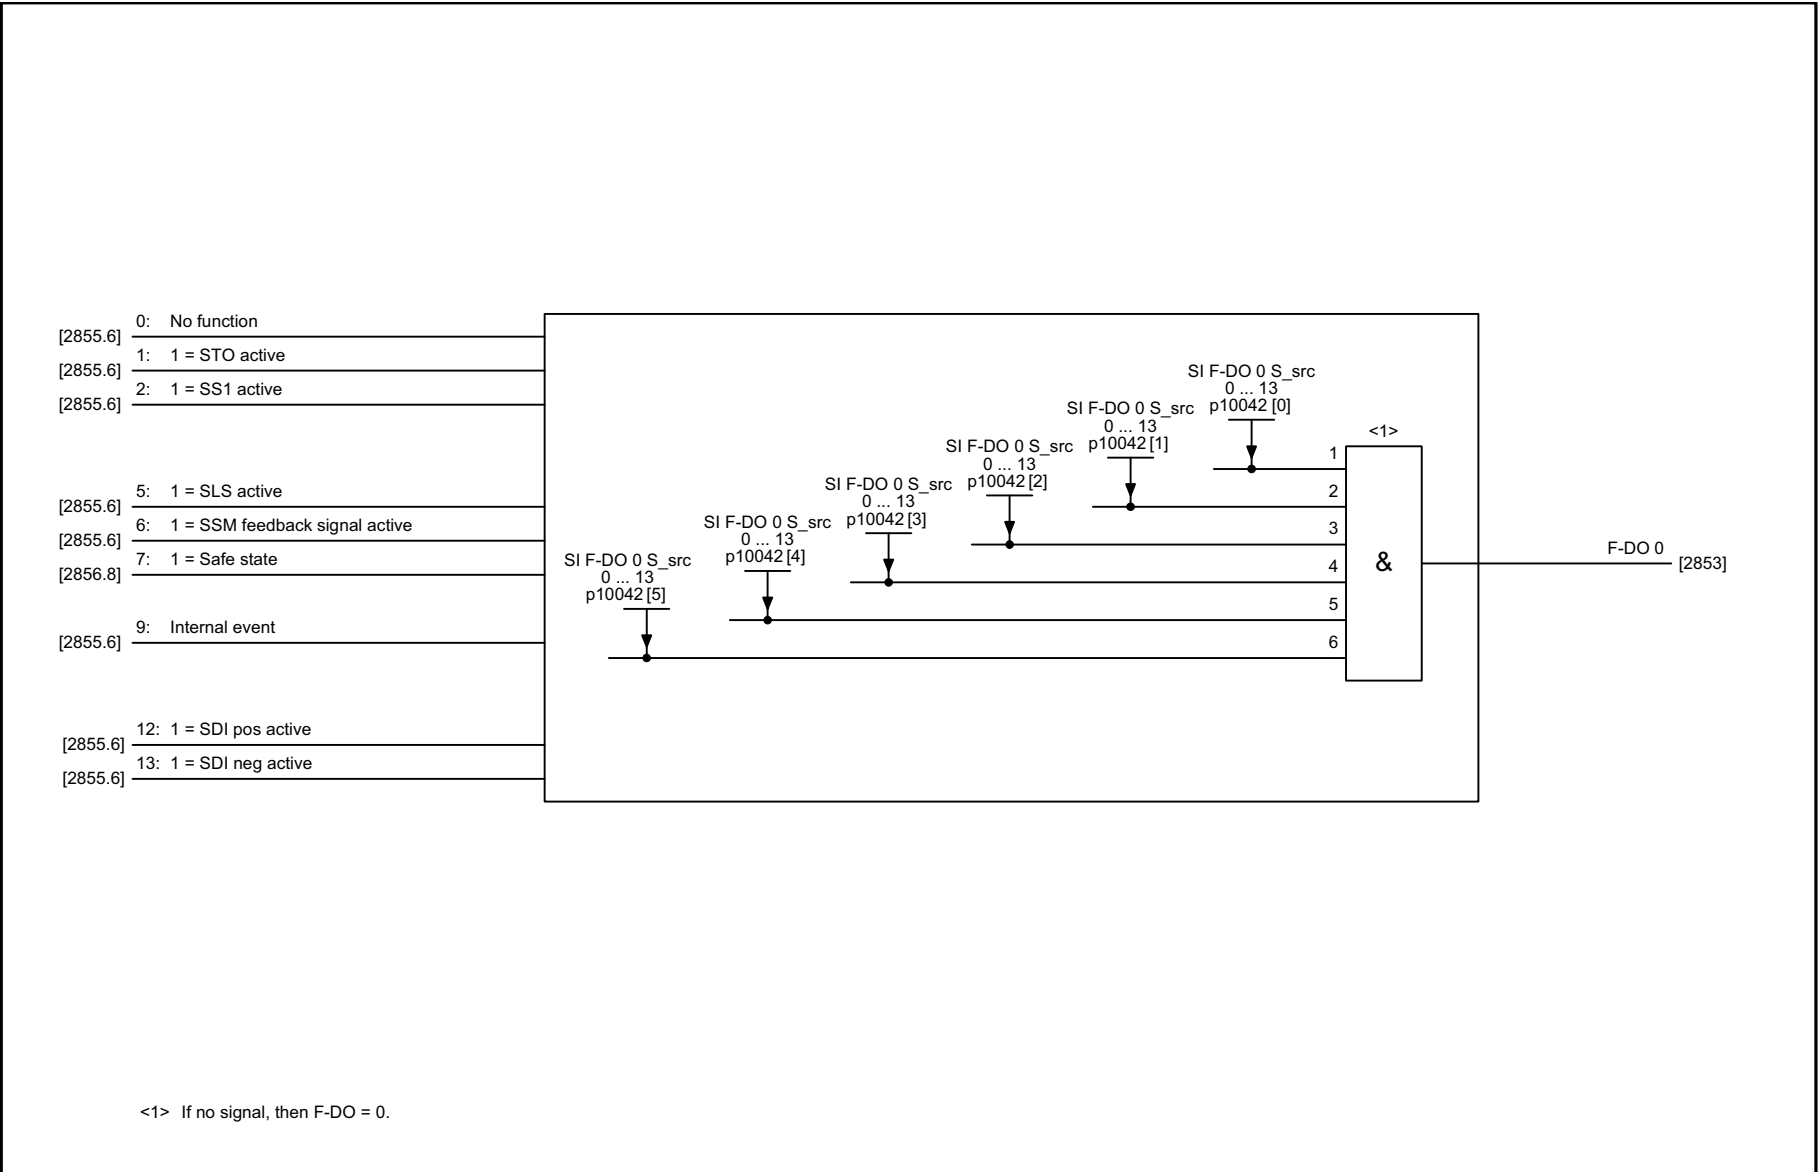 0: No function
[2855.6]
1: 1 = STO active
[2855.6]
2: 1 = SS1 active
[2855.6]
5: 1 = SLS active
[2855.6]
6: 1 = SSM feedback signal active
[2855.6]
7: 1 = Safe state
[2856.8]
9: Internal event
[2855.6]
12: 1 = SDI pos active
[2855.6]
13: 1 = SDI neg active
[2855.6]
SI F-DO 0 S_src
0 ... 13
p10042 [5]
SI F-DO 0 S_src
0 ... 13
p10042 [4]
SI F-DO 0 S_src
0 ... 13
p10042 [3]
SI F-DO 0 S_src
0 ... 13
p10042 [2]
SI F-DO 0 S_src
0 ... 13
p10042 [1]
SI F-DO 0 S_src
0 ... 13
p10042 [0]
<1>
1
2
3
4
5
6
&
F-DO 0
[2853]
<1> If no signal, then F-DO = 0.